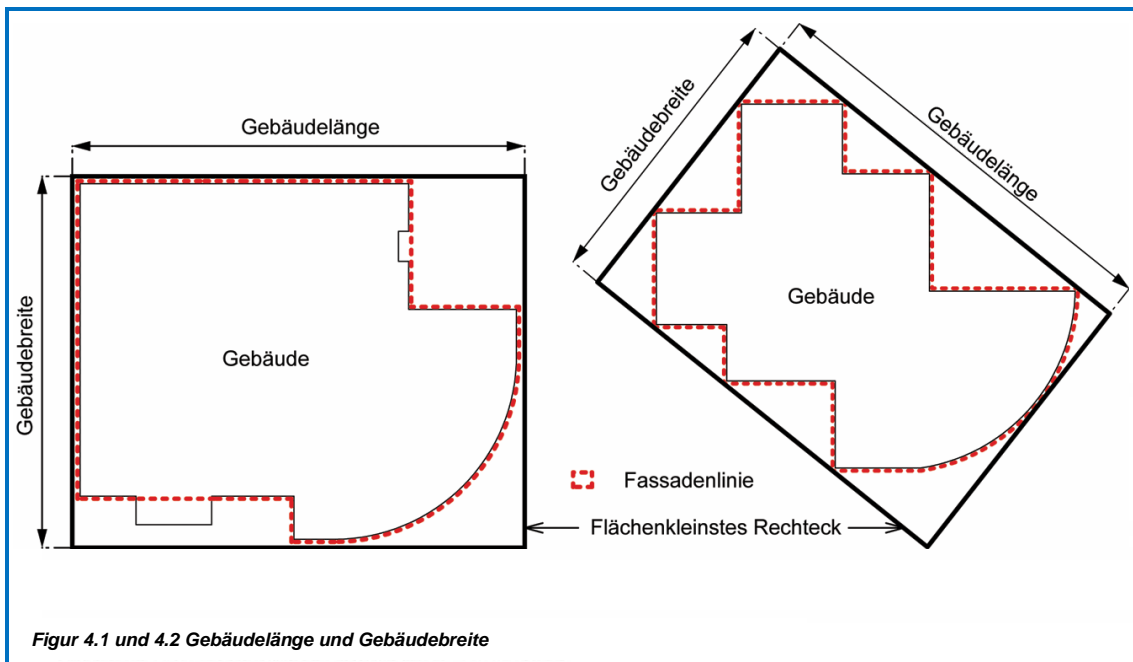 Gebäudelänge
Gebäudebreite
Gebäude
Gebäudebreite
Gebäudelänge
Gebäude
Fassadenlinie
Flächenkleinstes Rechteck
Figur 4.1 und 4.2 Gebäudelänge und Gebäudebreite